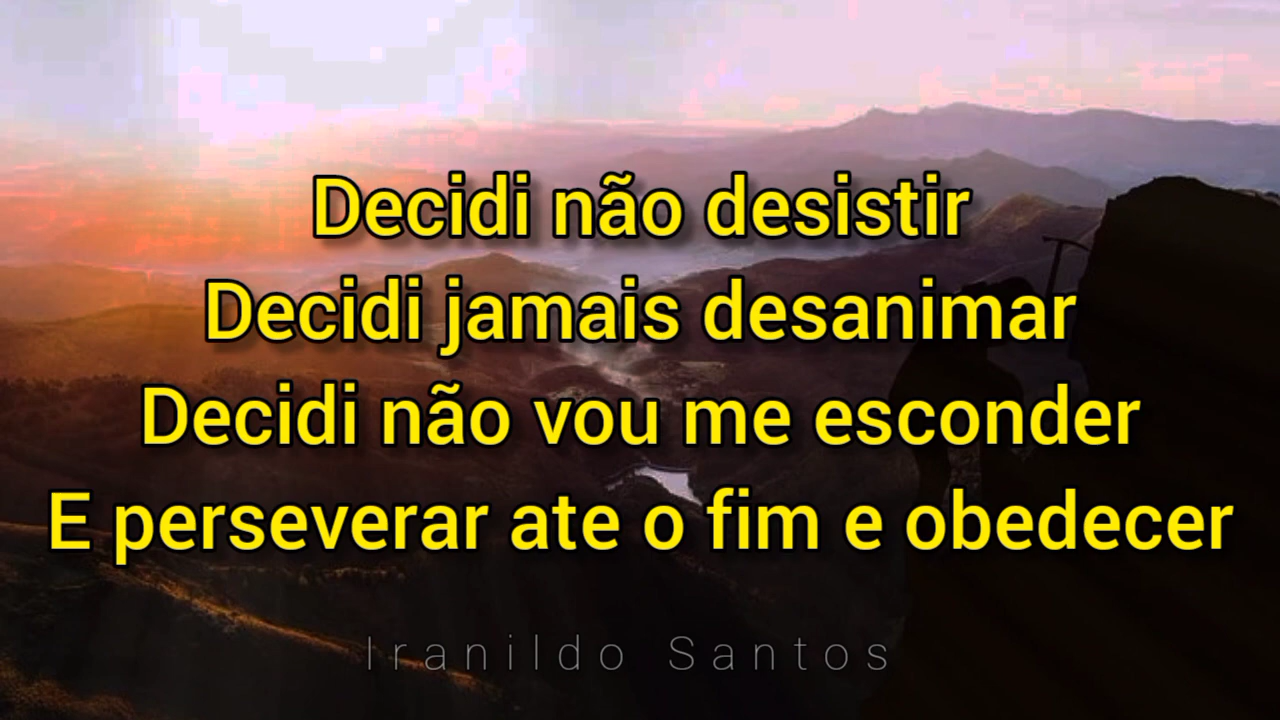 Decidi não desistir
Decidi jamais desanimar
Decidi não vou me esconder
E perseverar ate o fim e obedecer
Iranildo Santos